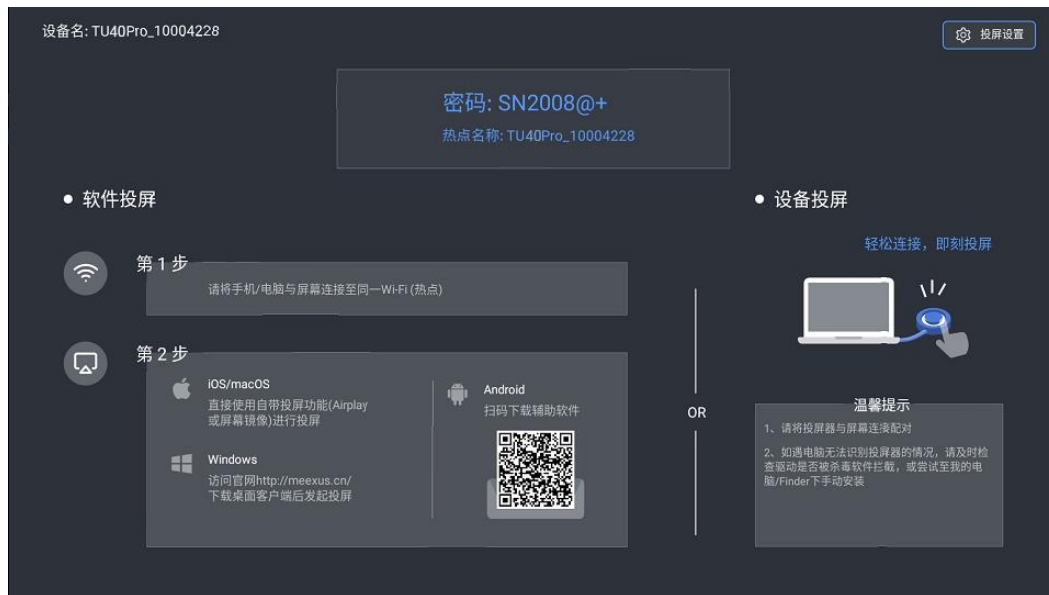 设备名: TU40Pro_10004228
投屏设置
密码: SN2008@+
热点名称: TU40Pro_10004228
软件投屏
第 1 步
请将手机/电脑与屏幕连接至同一Wi-Fi (热点)
第 2 步
iOS/macOS
直接使用自带投屏功能(Airplay
或屏幕镜像)进行投屏
Windows
访问官网http://meexus.cn/
下载桌面客户端后发起投屏
Android
扫码下载辅助软件
OR
设备投屏
轻松连接，即刻投屏
温馨提示
1、请将投屏器与屏幕连接配对
2、如遇电脑无法识别投屏器的情况，请及时检
查驱动是否被杀毒软件拦截，或尝试至我的电
脑/Finder下手动安装